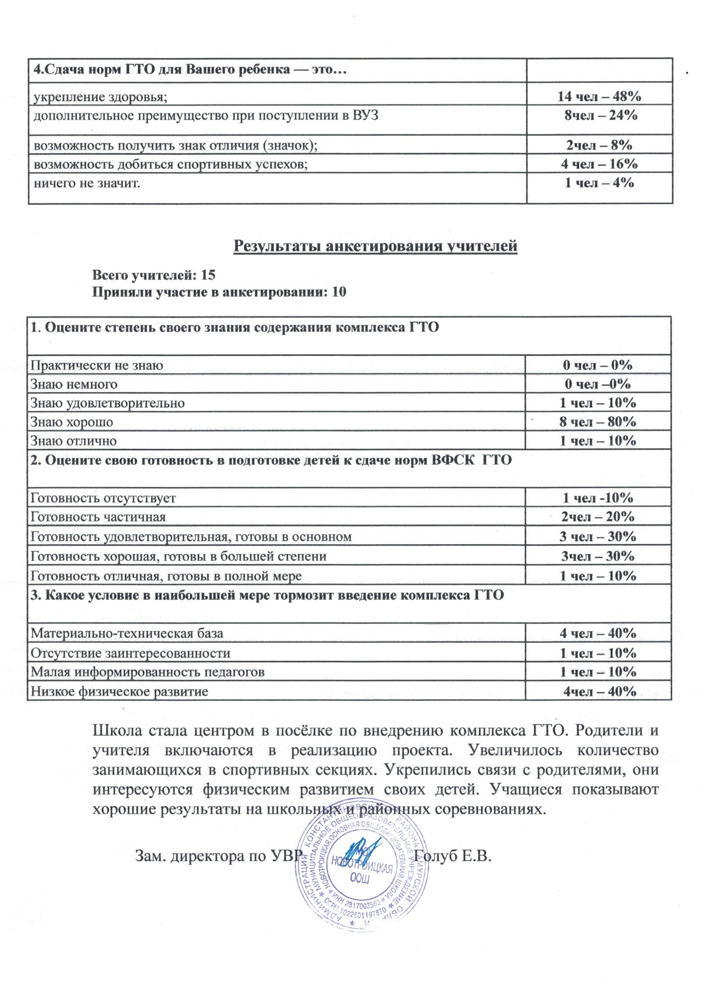 4.Сдача норм ГТО для Вашего ребенка — это…
укрепление здоровья; 14 чел – 48%
дополнительное преимущество при поступлении в ВУЗ 8чел – 24%
возможность получить знак отличия (значок); 2чел – 8%
возможность добиться спортивных успехов; 4 чел – 16%
ничего не значит. 1 чел – 4%
Результаты анкетирования учителей
Всего учителей: 15
Приняли участие в анкетировании: 10
1. Оцените степень своего знания содержания комплекса ГТО
Практически не знаю 0 чел – 0%
Знаю немного 0 чел –0%
Знаю удовлетворительно 1 чел – 10%
Знаю хорошо 8 чел – 80%
Знаю отлично 1 чел – 10%
2. Оцените свою готовность в подготовке детей к сдаче норм ВФСК ГТО
Готовность отсутствует 1 чел -10%
Готовность частичная 2чел – 20%
Готовность удовлетворительная, готовы в основном 3 чел – 30%
Готовность хорошая, готовы в большей степени 3чел – 30%
Готовность отличная, готовы в полной мере 1 чел – 10%
3. Какое условие в наибольшей мере тормозит введение комплекса ГТО
Материально-техническая база 4 чел – 40%
Отсутствие заинтересованности 1 чел – 10%
Малая информированность педагогов 1 чел – 10%
Низкое физическое развитие 4чел – 40%
Школа стала центром в посёлке по внедрению комплекса ГТО. Родители и
учителя включаются в реализацию проекта. Увеличилось количество
занимающихся в спортивных секциях. Укрепились связи с родителями, они
интересуются физическим развитием своих детей. Учащиеся показывают
хорошие результаты на школьных и районных соревнованиях.
Зам. директора по УВР Голуб Е.В.
АДМИНИСТРАЦИЯ КОНСТАНТИНОВСКОГО РАЙОНА АМУРСКОЙ
МУНИЦИПАЛЬНОЕ ОБЩЕОБРАЗОВАТЕЛЬНОЕ УЧРЕЖДЕНИЕ
НОВОТРОИЦКАЯ ОСНОВНАЯ ОБЩЕОБРАЗОВАТЕЛЬНАЯ ШКОЛА
ИНН 2817003563
ОГРН 1022801197870
НОВОТРОИЦКАЯ
ООШ